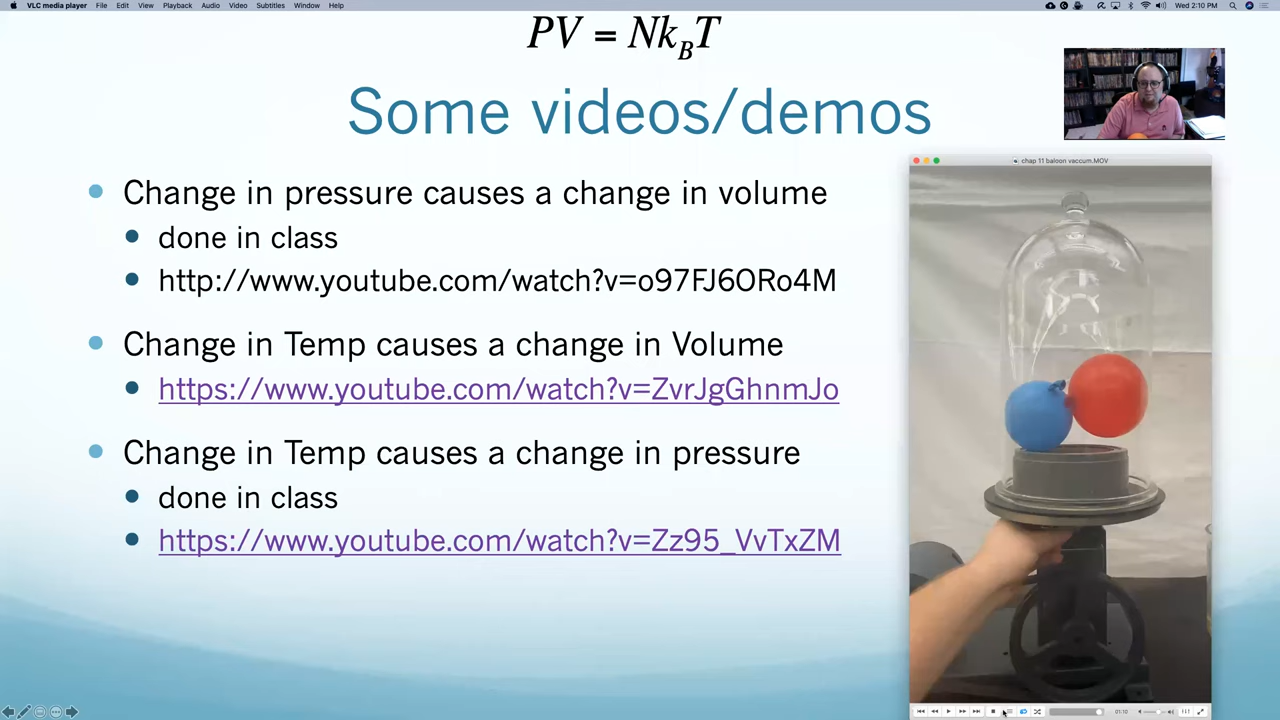 VLC media player File Edit View Playback Audio Video Subtitles Window Help Wed 2:10 PM
PV = Nk_BT
Some videos/demos
chap 11 baloon vaccum.MOV
Change in pressure causes a change in volume
done in class
http://www.youtube.com/watch?v=o97FJ6ORo4M
Change in Temp causes a change in Volume
https://www.youtube.com/watch?v=ZvrJgGhnmJo
Change in Temp causes a change in pressure
done in class
https://www.youtube.com/watch?v=Zz95_VvTxZM
01:10